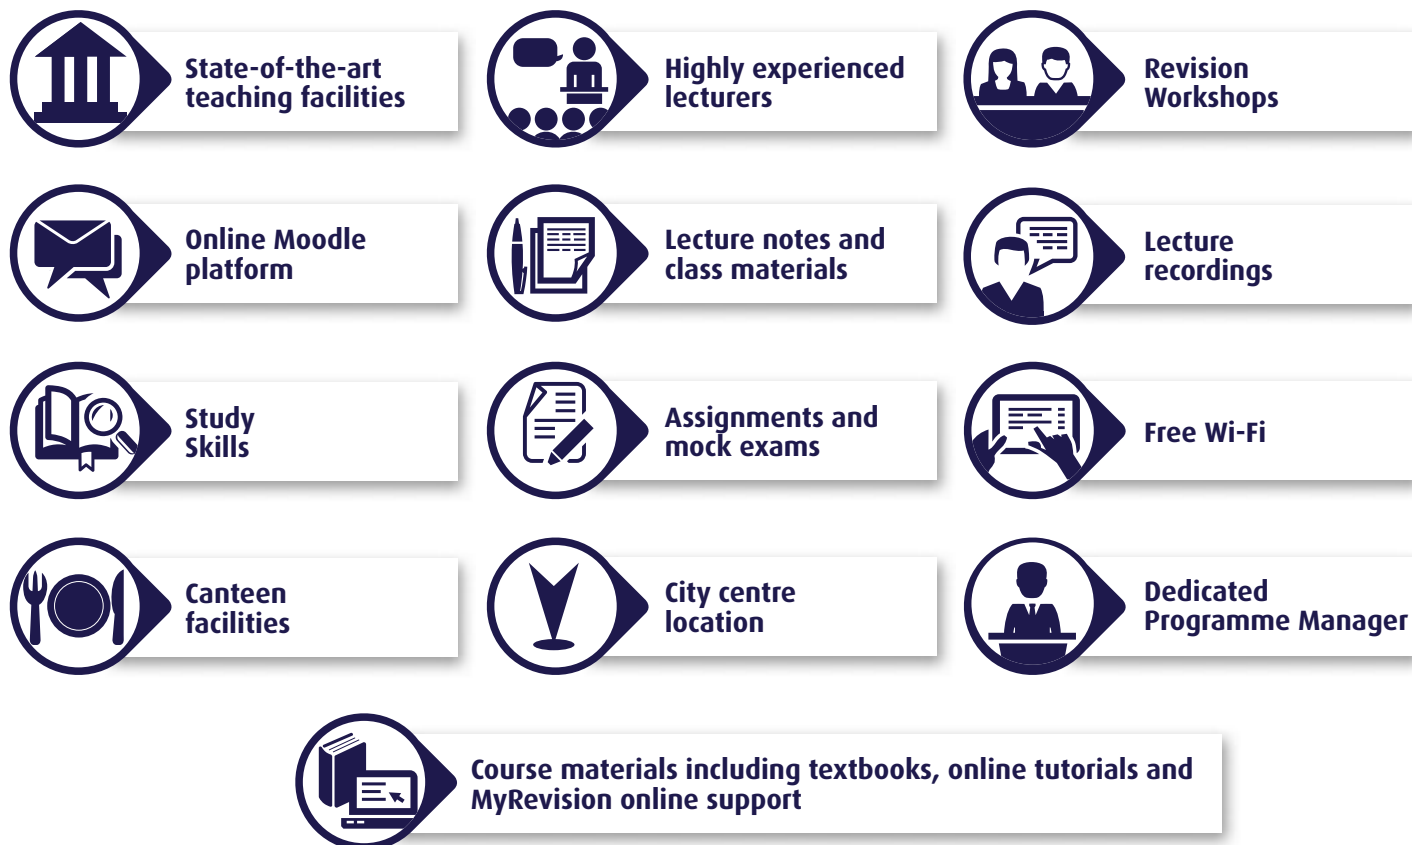 State-of-the-art
teaching facilities
Highly experienced
lecturers
Revision
Workshops
Online Moodle
platform
Lecture notes and
class materials
Lecture
recordings
Study
Skills
Assignments and
mock exams
Free Wi-Fi
Canteen
facilities
City centre
location
Dedicated
Programme Manager
Course materials including textbooks, online tutorials and
MyRevision online support